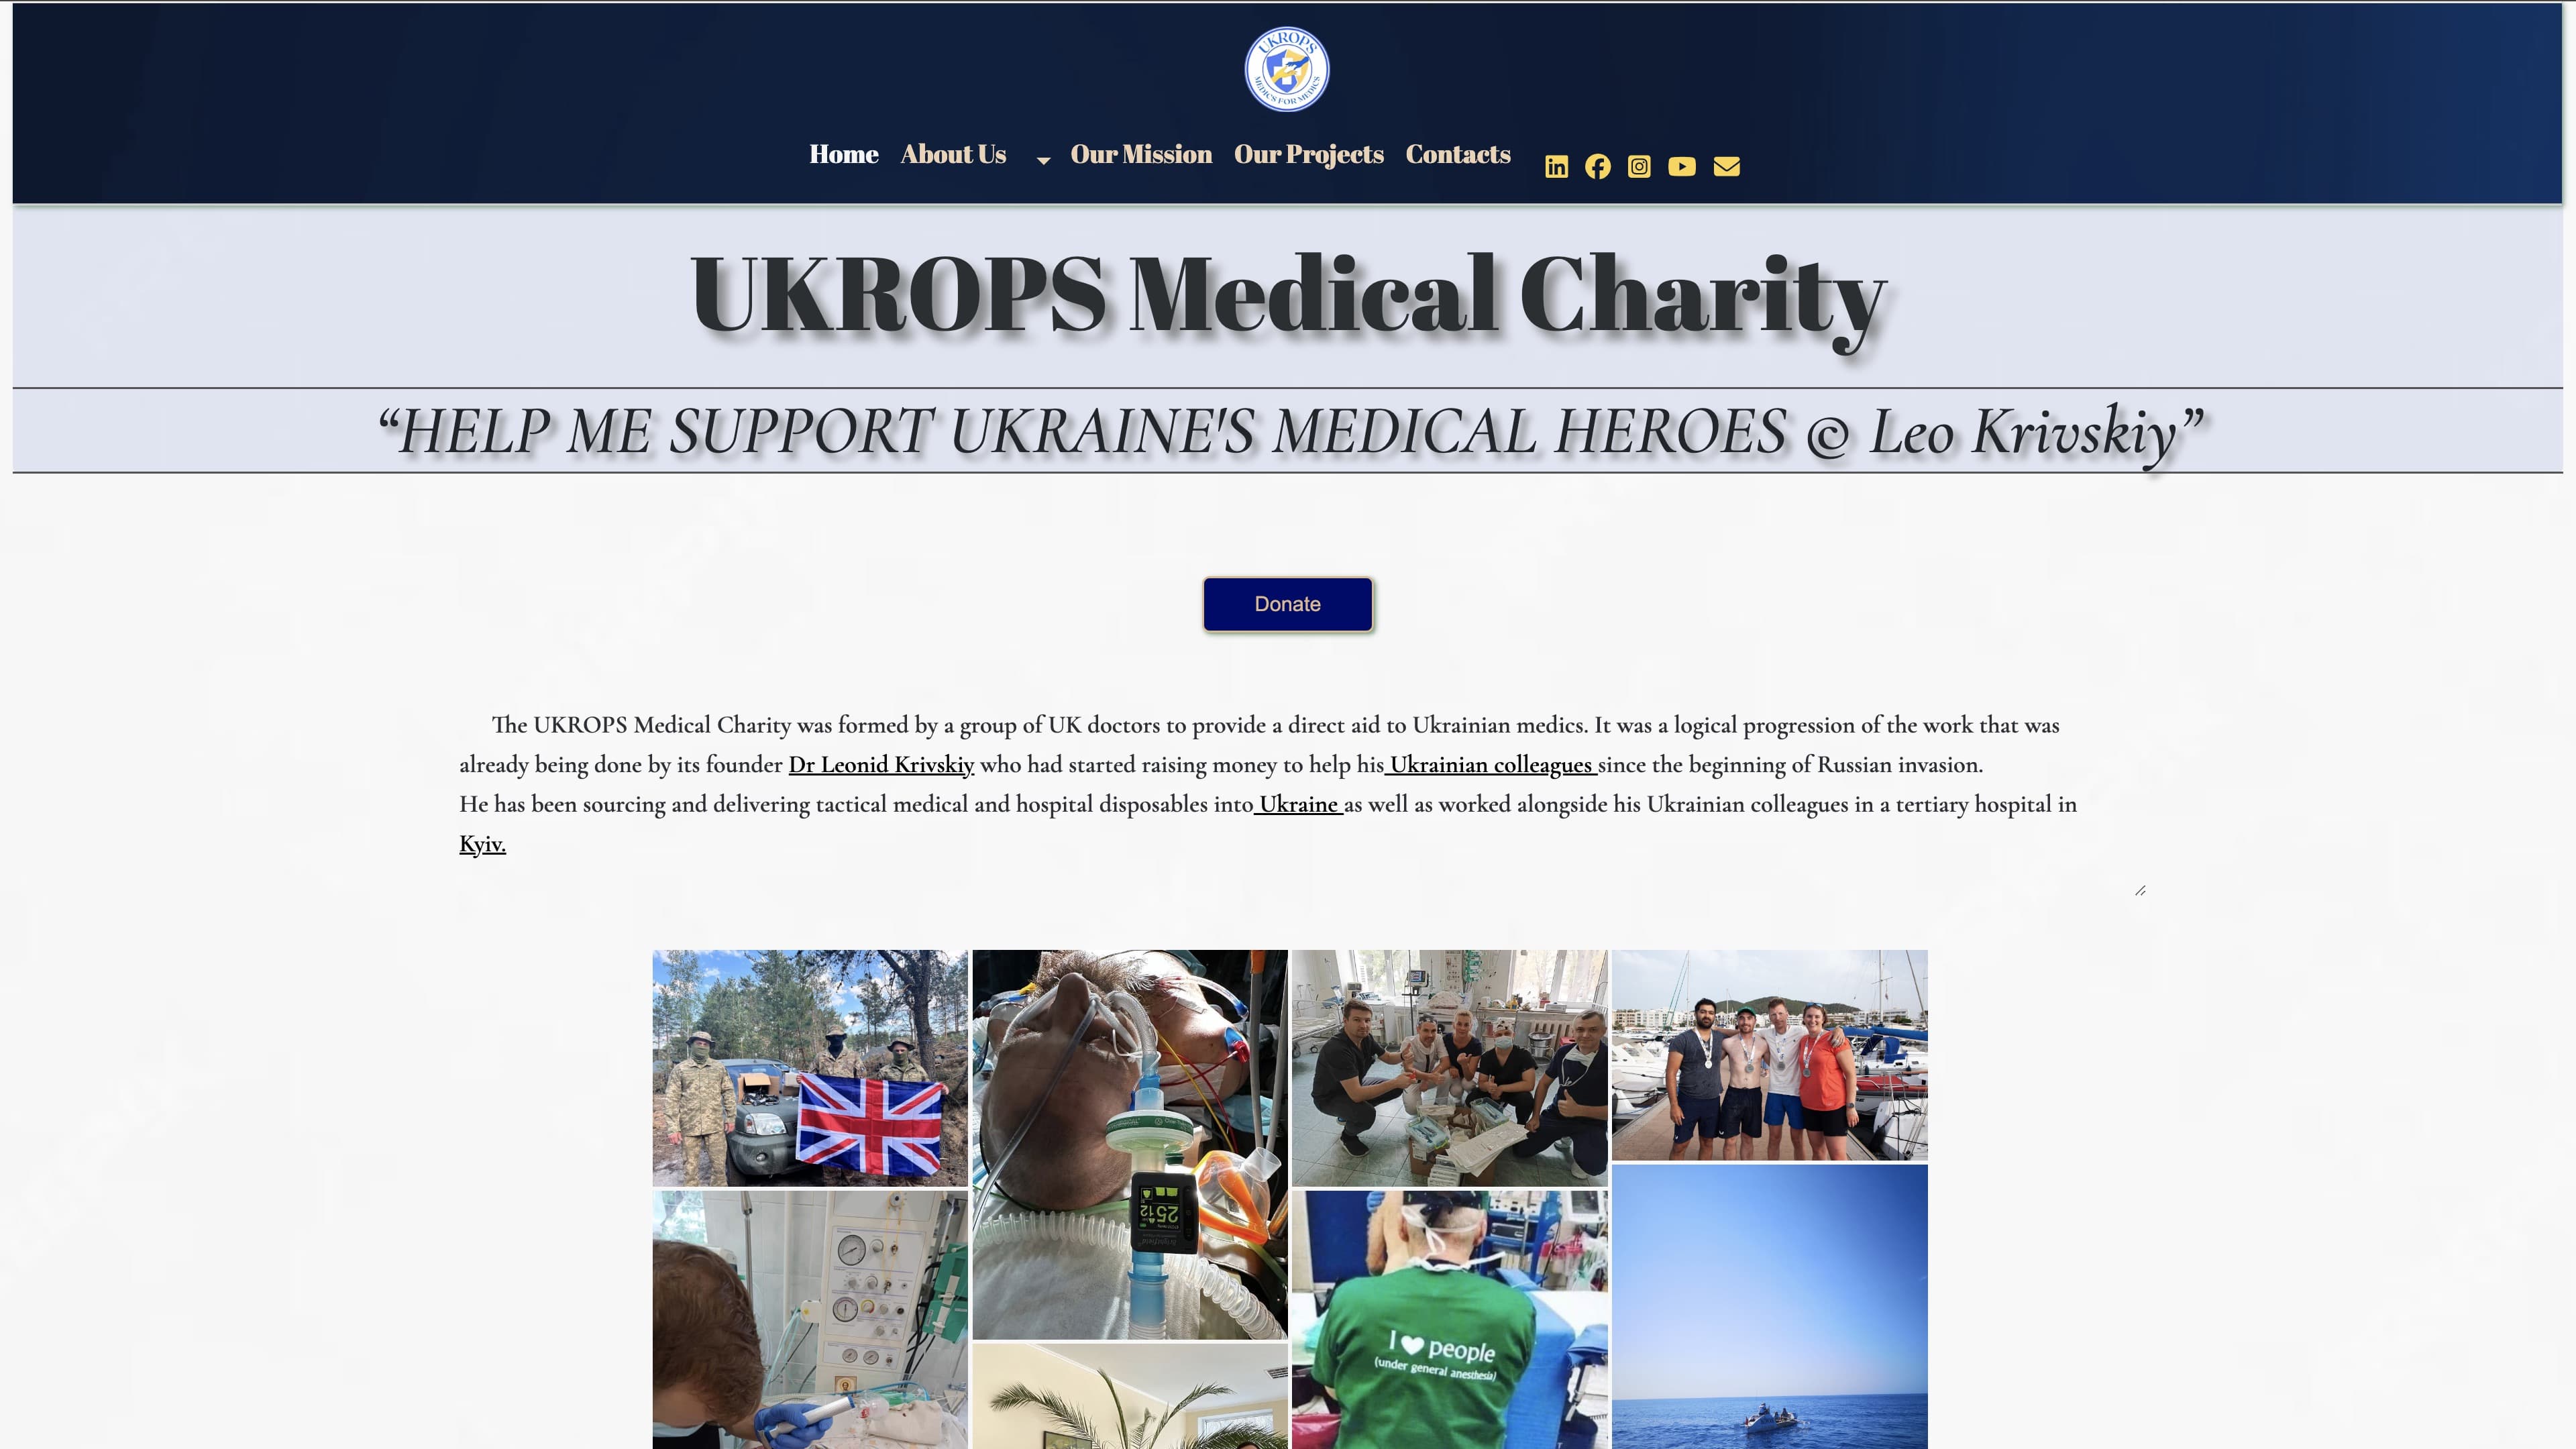 UKROPS
MEDICS FOR MEDICS
Home About Us Our Mission Our Projects Contacts
UKROPS Medical Charity
“HELP ME SUPPORT UKRAINE'S MEDICAL HEROES © Leo Krivskiy”
Donate
The UKROPS Medical Charity was formed by a group of UK doctors to provide a direct aid to Ukrainian medics. It was a logical progression of the work that was
already being done by its founder Dr Leonid Krivskiy who had started raising money to help his Ukrainian colleagues since the beginning of Russian invasion.
He has been sourcing and delivering tactical medical and hospital disposables into Ukraine as well as worked alongside his Ukrainian colleagues in a tertiary hospital in
Kyiv.
2512
I people
(under general anesthesia)